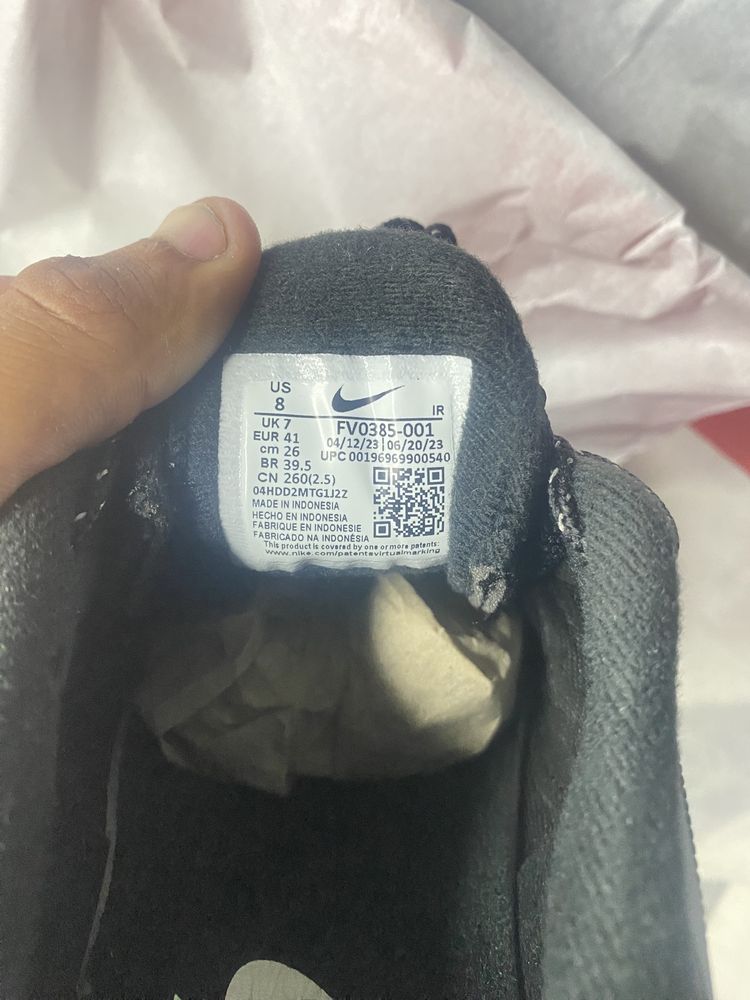 US
8
IR
UK 7
EUR 41
cm 26
BR 39.5
CN 260(2.5)
FV0385-001
04/12/23 | 06/20/23
UPC 00196969900540
04HDD2MTG1J2Z
MADE IN INDONESIA
HECHO EN INDONESIA
FABRIQUE EN INDONESIE
FABRICADO NA INDONÉSIA
This product is covered by one or more patents:
www.nike.com/patentsvirtualmarking